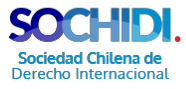 SOCHIDI.
Sociedad Chilena de
Derecho Internacional